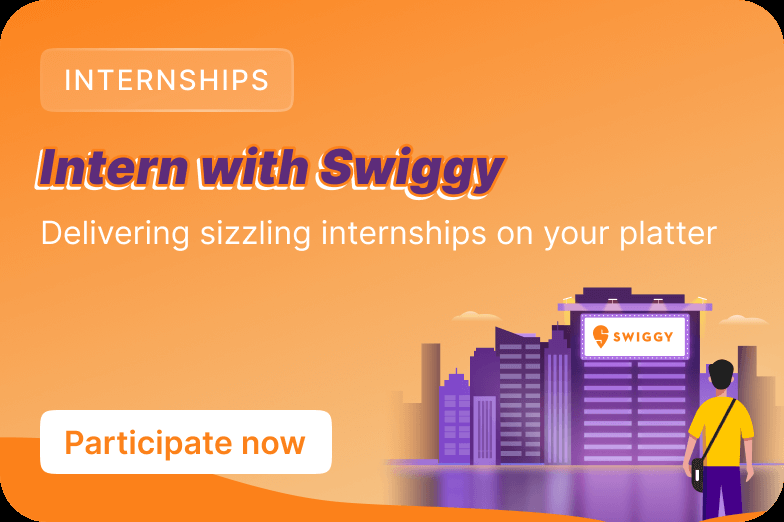 INTERNSHIPS
Intern with Swiggy
Delivering sizzling internships on your platter
SWIGGY
Participate now